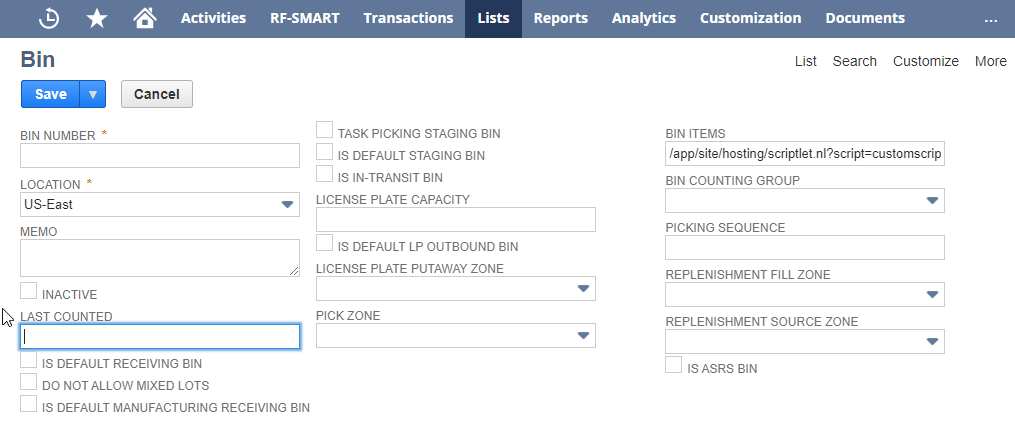 Activities RF-SMART Transactions Lists Reports Analytics Customization Documents ...
Bin
List Search Customize More
Save Cancel
BIN NUMBER *
LOCATION *
US-East
MEMO
INACTIVE
LAST COUNTED
IS DEFAULT RECEIVING BIN
DO NOT ALLOW MIXED LOTS
IS DEFAULT MANUFACTURING RECEIVING BIN
TASK PICKING STAGING BIN
IS DEFAULT STAGING BIN
IS IN-TRANSIT BIN
LICENSE PLATE CAPACITY
IS DEFAULT LP OUTBOUND BIN
LICENSE PLATE PUTAWAY ZONE
PICK ZONE
BIN ITEMS
/app/site/hosting/scriptlet.nl?script=customscrip
BIN COUNTING GROUP
PICKING SEQUENCE
REPLENISHMENT FILL ZONE
REPLENISHMENT SOURCE ZONE
IS ASRS BIN